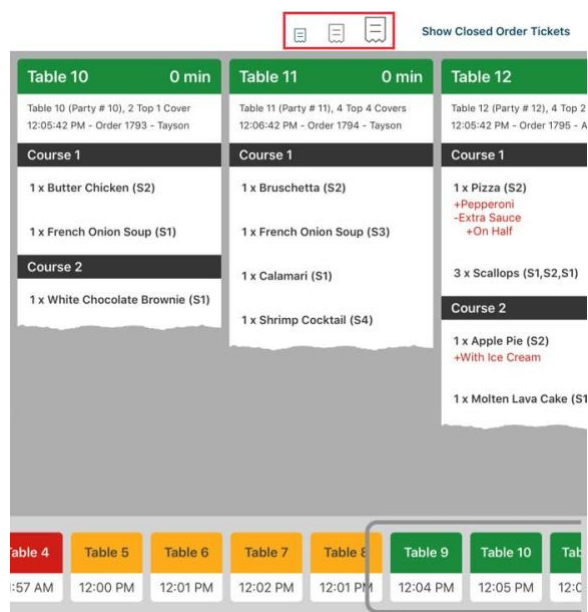 Show Closed Order Tickets
Table 10 0 min
Table 10 (Party # 10), 2 Top 1 Cover
12:05:42 PM - Order 1793 - Tayson
Course 1
1 x Butter Chicken (S2)
1 x French Onion Soup (S1)
Course 2
1 x White Chocolate Brownie (S1)
Table 11 0 min
Table 11 (Party # 11), 4 Top 4 Covers
12:06:42 PM - Order 1794 - Tayson
Course 1
1 x Bruschetta (S2)
1 x French Onion Soup (S3)
1 x Calamari (S1)
1 x Shrimp Cocktail (S4)
Table 12
Table 12 (Party # 12), 4 Top 2
12:05:42 PM - Order 1795 - A
Course 1
1 x Pizza (S2)
+Pepperoni
-Extra Sauce
+On Half
3 x Scallops (S1,S2,S1)
Course 2
1 x Apple Pie (S2)
+With Ice Cream
1 x Molten Lava Cake (S1
Table 4 Table 5 Table 6 Table 7 Table 8 Table 9 Table 10 Tab
:57 AM 12:00 PM 12:01 PM 12:02 PM 12:01 PM 12:04 PM 12:05 PM 12:0